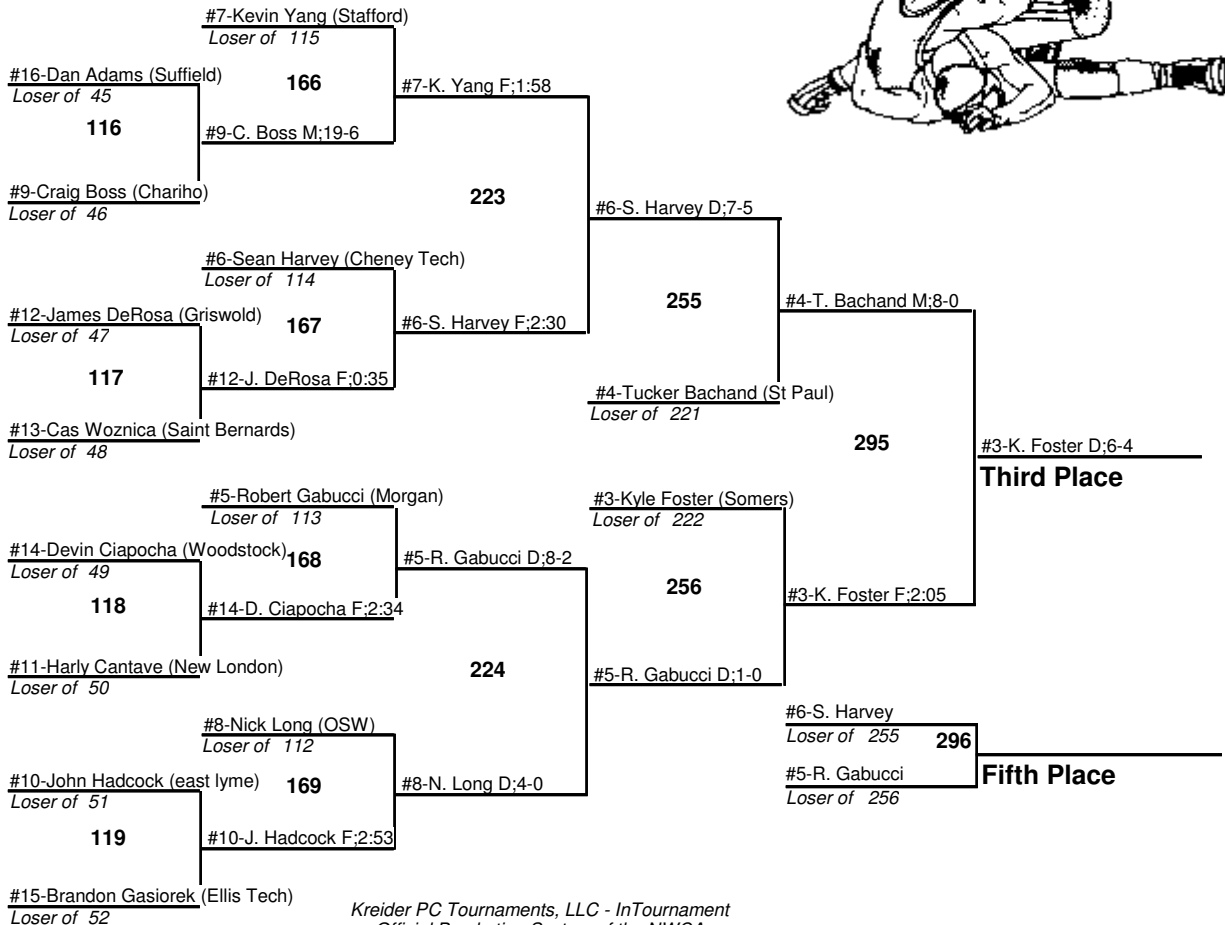 #7-Kevin Yang (Stafford)
Loser of 115
#16-Dan Adams (Suffield)
Loser of 45
166
#7-K. Yang F;1:58
116
#9-C. Boss M;19-6
#9-Craig Boss (Chariho)
Loser of 46
223
#6-S. Harvey D;7-5
#6-Sean Harvey (Cheney Tech)
Loser of 114
#12-James DeRosa (Griswold)
Loser of 47
167
#6-S. Harvey F;2:30
255
#4-T. Bachand M;8-0
117
#12-J. DeRosa F;0:35
#4-Tucker Bachand (St Paul)
Loser of 221
#13-Cas Woznica (Saint Bernards)
Loser of 48
295
#3-K. Foster D;6-4
Third Place
#5-Robert Gabucci (Morgan)
Loser of 113
#3-Kyle Foster (Somers)
Loser of 222
#14-Devin Ciapocha (Woodstock)
Loser of 49
168
#5-R. Gabucci D;8-2
256
118
#14-D. Ciapocha F;2:34
#3-K. Foster F;2:05
#11-Harly Cantave (New London)
Loser of 50
224
#5-R. Gabucci D;1-0
#8-Nick Long (OSW)
Loser of 112
#6-S. Harvey
Loser of 255
296
#10-John Hadcock (east lyme)
Loser of 51
169
#8-N. Long D;4-0
#5-R. Gabucci
Loser of 256
Fifth Place
119
#10-J. Hadcock F;2:53
#15-Brandon Gasiorek (Ellis Tech)
Loser of 52
Kreider PC Tournaments, LLC - InTournament